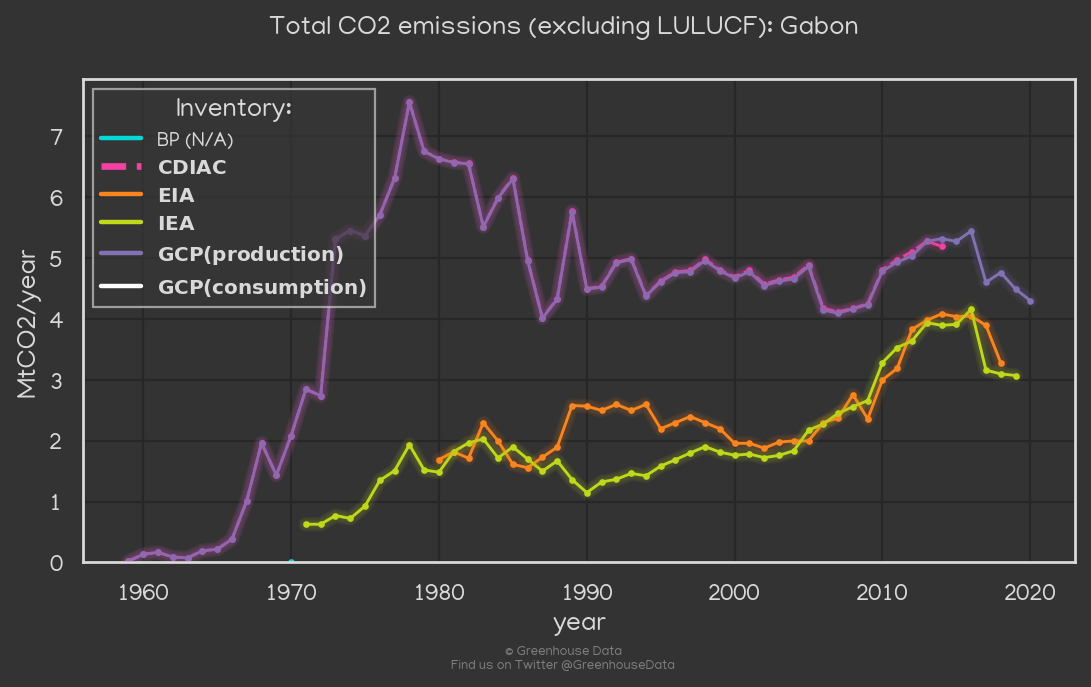 Total CO2 emissions (excluding LULUCF): Gabon
Inventory:
BP (N/A)
CDIAC
EIA
IEA
GCP(production)
GCP(consumption)
MtCO2/year
7
6
5
4
3
2
1
0
1960 1970 1980 1990 2000 2010 2020
year
© Greenhouse Data
Find us on Twitter @GreenhouseData